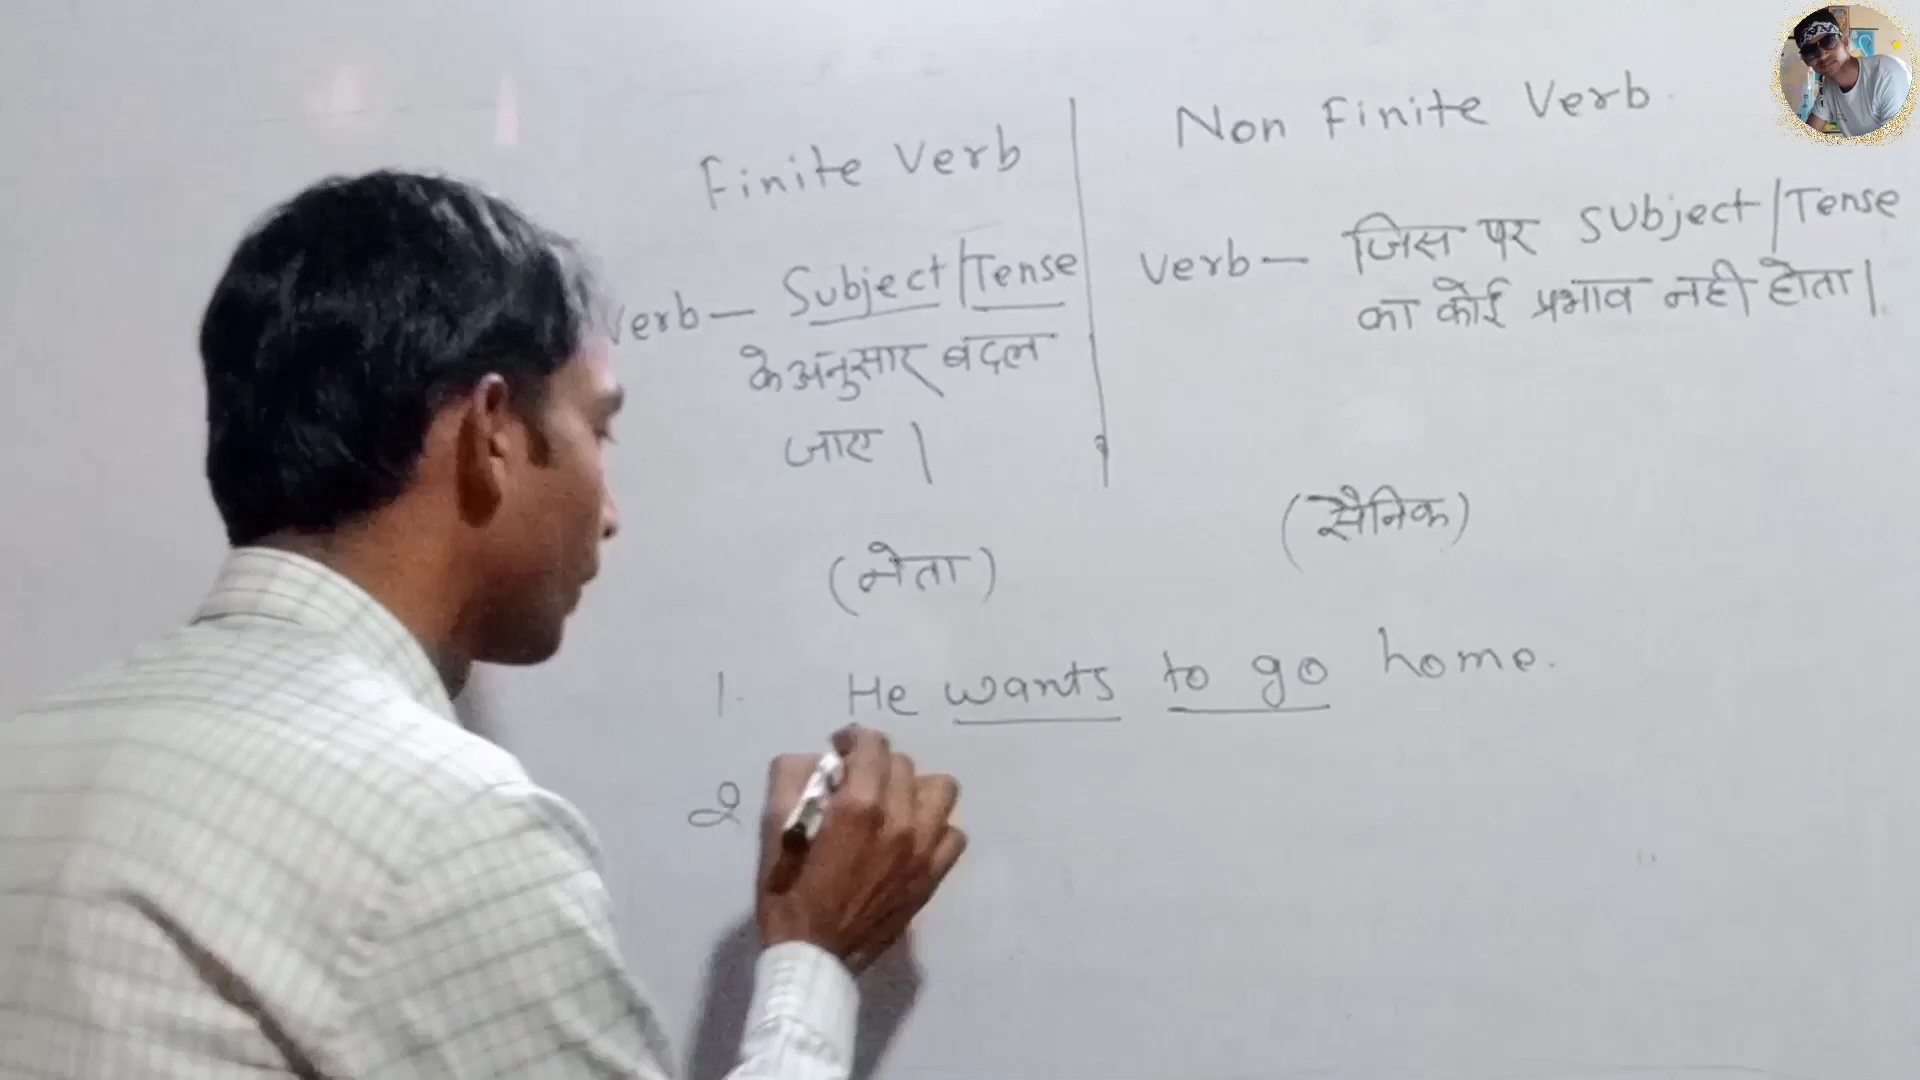 Finite Verb
Verb— Subject/Tense
के अनुसार बदल
जाए |
(नेता)
Non Finite Verb
Verb— जिस पर Subject/Tense
का कोई प्रभाव नही होता|
(सैनिक)
1. He wants to go home.
2